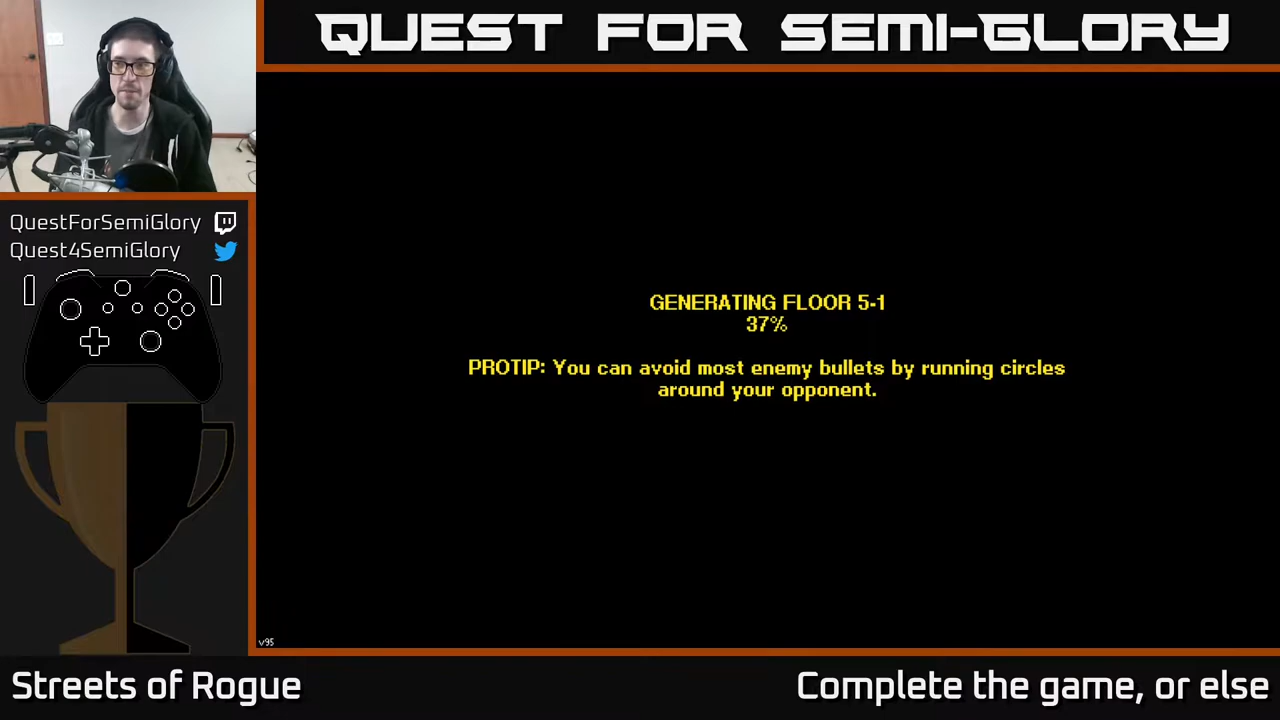 QUEST FOR SEMI-GLORY
QuestForSemiGlory
Quest4SemiGlory
GENERATING FLOOR 5-1
37%
PROTIP: You can avoid most enemy bullets by running circles
around your opponent.
v95
Streets of Rogue
Complete the game, or else